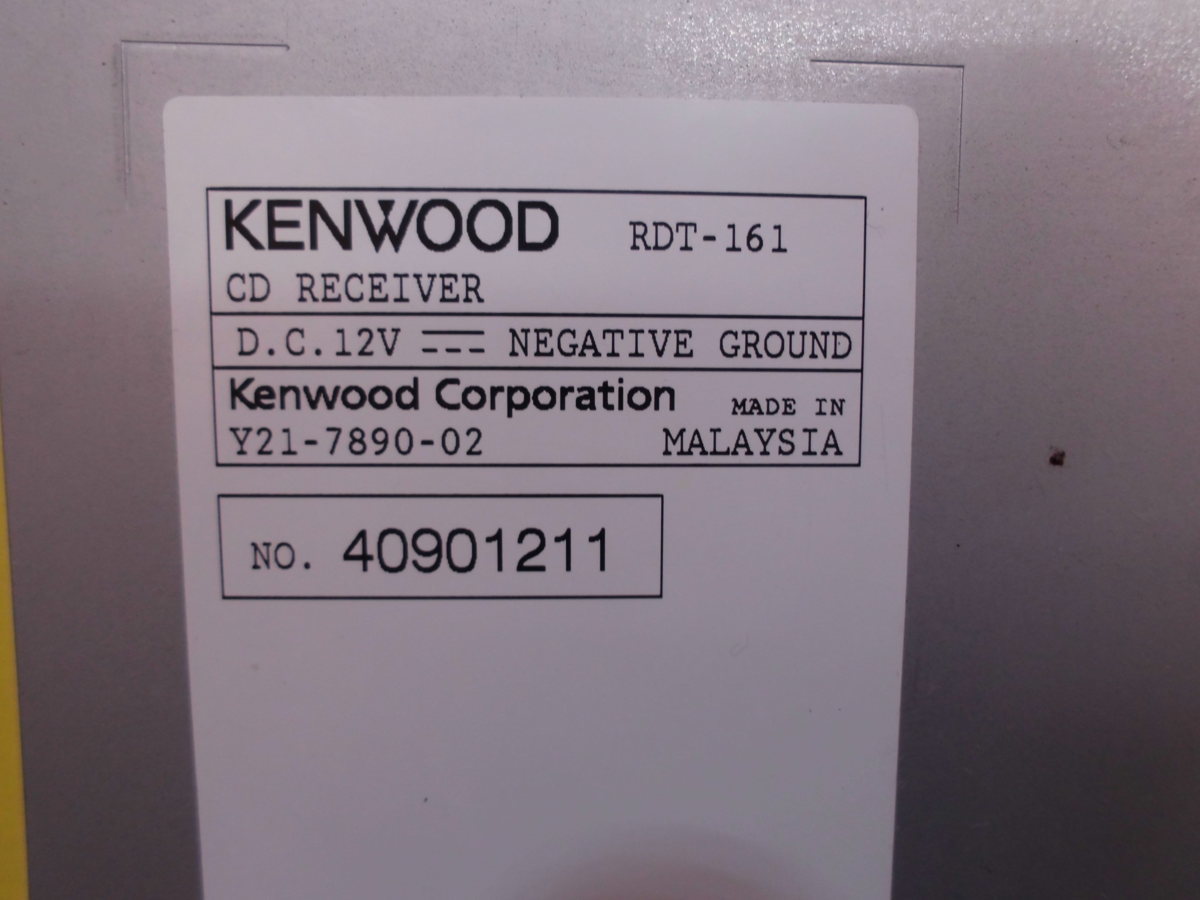 KENWOOD RDT-161
CD RECEIVER
D.C.12V NEGATIVE GROUND
Kenwood Corporation MADE IN
Y21-7890-02 MALAYSIA
NO. 40901211